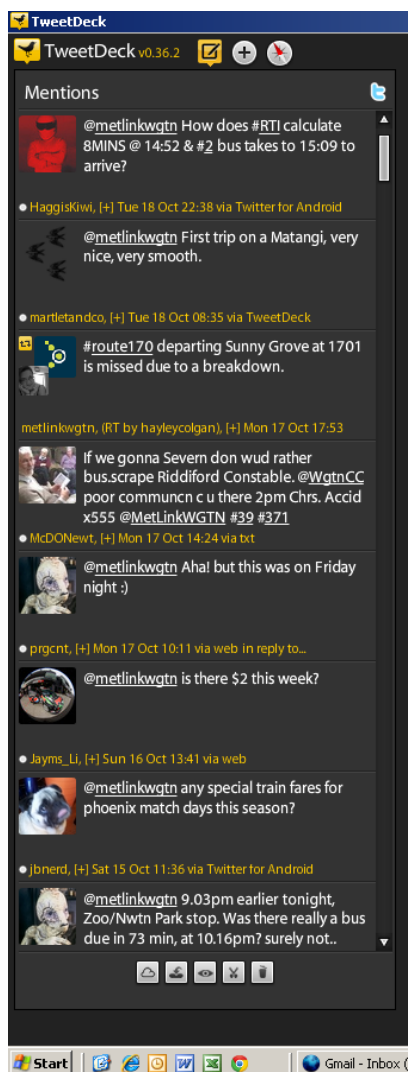 TweetDeck
TweetDeck v0.36.2
Mentions
@metlinkwgtn How does #RTI calculate
8MINS @ 14:52 & #2 bus takes to 15:09 to
arrive?
HaggisKiwi, [+] Tue 18 Oct 22:38 via Twitter for Android
@metlinkwgtn First trip on a Matangi, very
nice, very smooth.
martletandco, [+] Tue 18 Oct 08:35 via TweetDeck
#route170 departing Sunny Grove at 1701
is missed due to a breakdown.
metlinkwgtn, (RT by hayleycolgan), [+] Mon 17 Oct 17:53
If we gonna Severn don wud rather
bus.scrape Riddiford Constable. @WgtnCC
poor communcn c u there 2pm Chrs. Accid
x555 @MetLinkWGTN #39 #371
McDONewt, [+] Mon 17 Oct 14:24 via txt
@metlinkwgtn Aha! but this was on Friday
night :)
prgcnt, [+] Mon 17 Oct 10:11 via web in reply to...
@metlinkwgtn is there $2 this week?
Jayms_Li, [+] Sun 16 Oct 13:41 via web
@metlinkwgtn any special train fares for
phoenix match days this season?
jbnerd, [+] Sat 15 Oct 11:36 via Twitter for Android
@metlinkwgtn 9.03pm earlier tonight,
Zoo/Nwtn Park stop. Was there really a bus
due in 73 min, at 10.16pm? surely not..
Start
Gmail - Inbox (